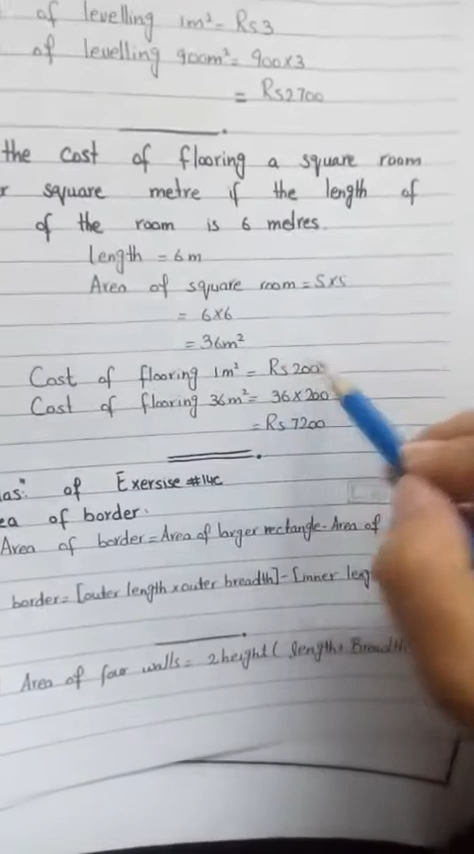 of levelling 1m² = Rs 3
of levelling 900m² = 900x3
= Rs2700
the cost of flooring a square room
square metre if the length of
of the room is 6 metres.
length = 6m
Area of square room = SxS
= 6x6
= 36m²
Cost of flooring 1m² = Rs 200
Cost of flooring 36m² = 36x200
= Rs 7200
of Exersise #14c
of border.
Area of border = Area of larger rectangle - Area of
border = [outer length x outer breadth] - [inner
Area of four walls = 2height ( length + Breadth